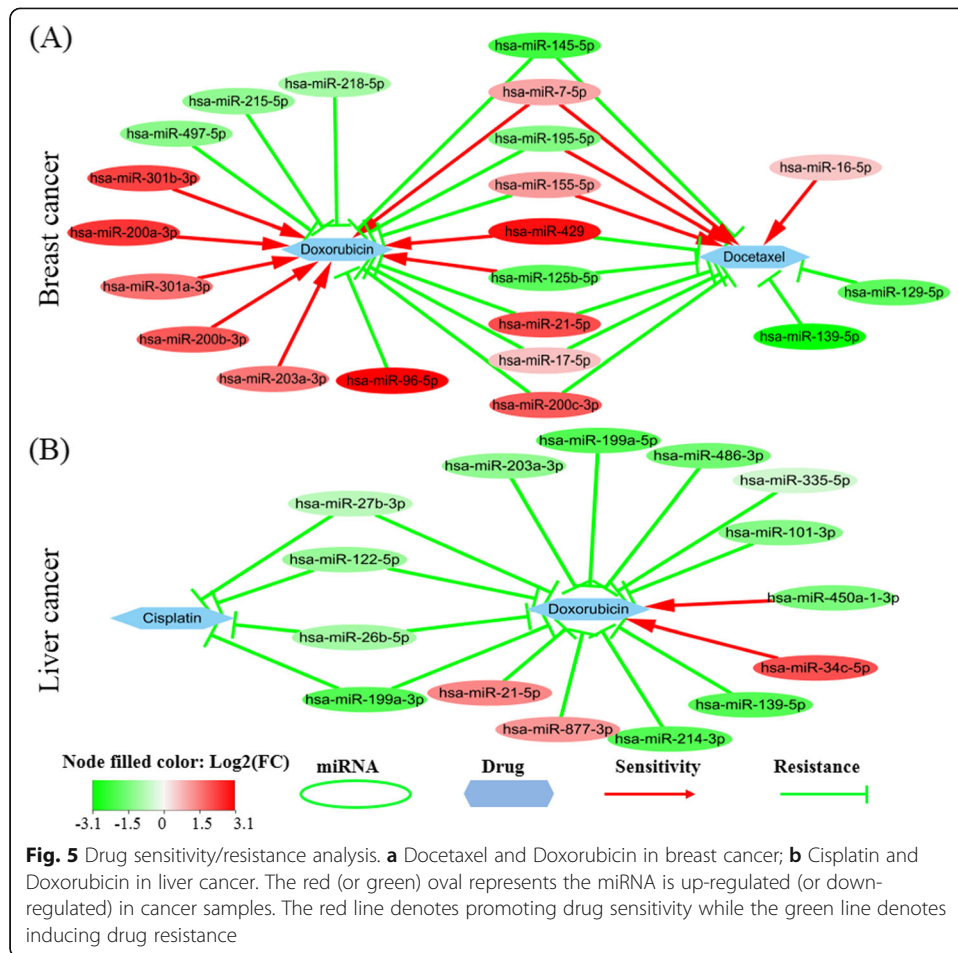 (A)
Breast cancer
hsa-miR-145-5p
hsa-miR-218-5p
hsa-miR-7-5p
hsa-miR-215-5p
hsa-miR-497-5p
hsa-miR-195-5p
hsa-miR-16-5p
hsa-miR-301b-3p
hsa-miR-155-5p
hsa-miR-200a-3p
hsa-miR-429
Doxorubicin
Docetaxel
hsa-miR-301a-3p
hsa-miR-125b-5p
hsa-miR-129-5p
hsa-miR-21-5p
hsa-miR-200b-3p
hsa-miR-139-5p
hsa-miR-17-5p
hsa-miR-203a-3p
hsa-miR-96-5p
hsa-miR-200c-3p
(B)
Liver cancer
hsa-miR-199a-5p
hsa-miR-203a-3p
hsa-miR-486-3p
hsa-miR-335-5p
hsa-miR-27b-3p
hsa-miR-101-3p
hsa-miR-122-5p
hsa-miR-450a-1-3p
Cisplatin
Doxorubicin
hsa-miR-26b-5p
hsa-miR-34c-5p
hsa-miR-199a-3p
hsa-miR-21-5p
hsa-miR-139-5p
hsa-miR-877-3p
hsa-miR-214-3p
Node filled color: Log2(FC)
-3.1 -1.5 0 1.5 3.1
miRNA
Drug
Sensitivity
Resistance
Fig. 5 Drug sensitivity/resistance analysis. a Docetaxel and Doxorubicin in breast cancer; b Cisplatin and
Doxorubicin in liver cancer. The red (or green) oval represents the miRNA is up-regulated (or down-
regulated) in cancer samples. The red line denotes promoting drug sensitivity while the green line denotes
inducing drug resistance